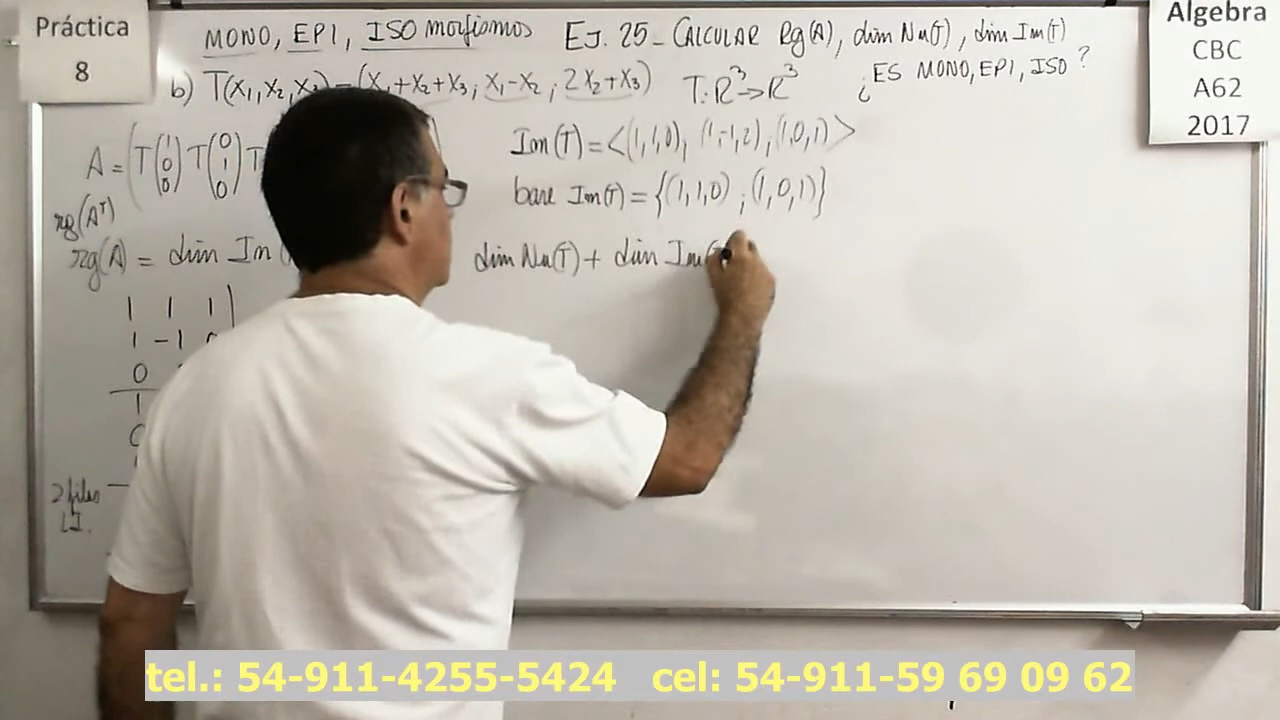 Práctica
8
MONO, EPI, ISO morfismos EJ. 25 - CALCULAR Rg(A), dim Nu(T), dim Im(T)
¿ES MONO, EPI, ISO?
Algebra
CBC
A62
2017
b) T(x₁, x₂, x₃) = (x₁+x₂+x₃; x₁-x₂; 2x₂+x₃) T: R³→R³
A = (T(1 0 0) T(0 1 0) T
Im(T) = <(1,1,0), (1,-1,2), (1,0,1)>
base Im(T) = {(1,1,0); (1,0,1)}
rg(Aᵀ)
rg(A) = dim Im (
dim Nu(T) + dim Im(
1 1 1
1 -1 0
0
1
0
2 filas
LI.
tel.: 54-911-4255-5424 cel: 54-911-59 69 09 62